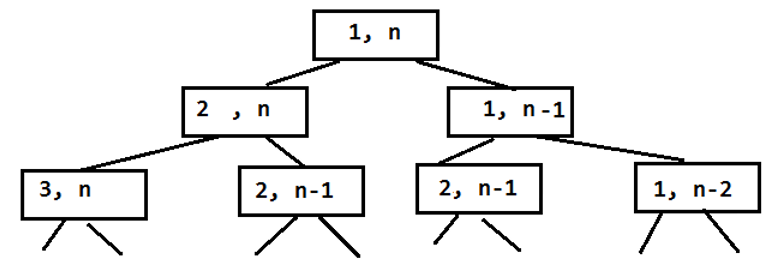 1, n
2 , n
1, n-1
3, n
2, n-1
2, n-1
1, n-2